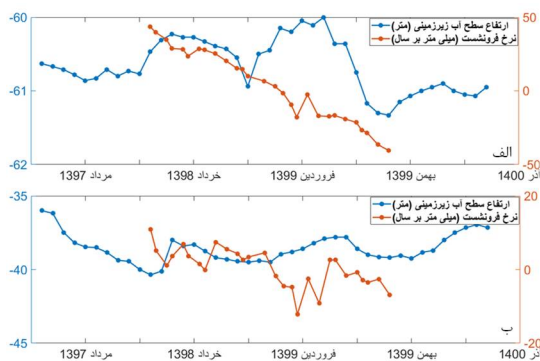 -60
50
ارتفاع سطح آب زیرزمینی (متر)
نرخ فرونشست (میلی متر بر سال)
-61
0
الف
-62
-50
مرداد 1397
خرداد 1398
فروردین 1399
بهمن 1399
آذر 1400
-35
20
ارتفاع سطح آب زیرزمینی (متر)
نرخ فرونشست (میلی متر بر سال)
-40
0
ب
-45
-20
مرداد 1397
خرداد 1398
فروردین 1399
بهمن 1399
آذر 1400